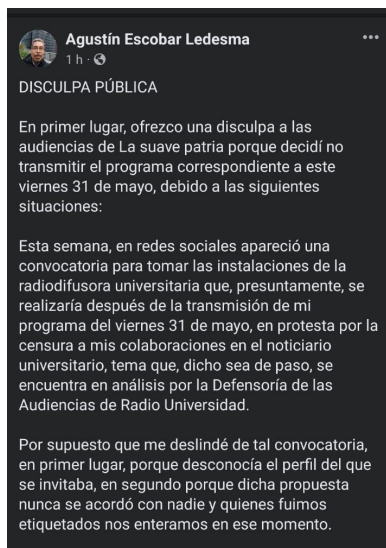 Agustín Escobar Ledesma
1 h ·
DISCULPA PÚBLICA
En primer lugar, ofrezco una disculpa a las
audiencias de La suave patria porque decidí no
transmitir el programa correspondiente a este
viernes 31 de mayo, debido a las siguientes
situaciones:
Esta semana, en redes sociales apareció una
convocatoria para tomar las instalaciones de la
radiodifusora universitaria que, presuntamente, se
realizaría después de la transmisión de mi
programa del viernes 31 de mayo, en protesta por la
censura a mis colaboraciones en el noticiario
universitario, tema que, dicho sea de paso, se
encuentra en análisis por la Defensoría de las
Audiencias de Radio Universidad.
Por supuesto que me deslindé de tal convocatoria,
en primer lugar, porque desconocía el perfil del que
se invitaba, en segundo porque dicha propuesta
nunca se acordó con nadie y quienes fuimos
etiquetados nos enteramos en ese momento.